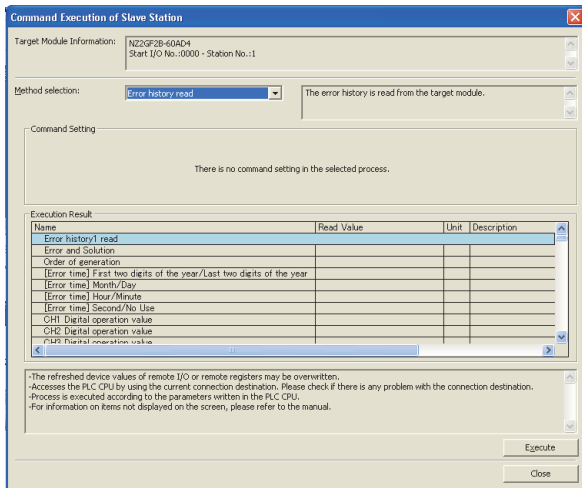 Command Execution of Slave Station
Target Module Information:
NZ2GF2B-60AD4
Start I/O No.:0000 - Station No.:1
Method selection:
Error history read
The error history is read from the target module.
Command Setting
There is no command setting in the selected process.
Execution Result
Name Read Value Unit Description
Error history1 read
Error and Solution
Order of generation
[Error time] First two digits of the year/Last two digits of the year
[Error time] Month/Day
[Error time] Hour/Minute
[Error time] Second/No Use
CH1 Digital operation value
CH2 Digital operation value
CH3 Digital operation value
-The refreshed device values of remote I/O or remote registers may be overwritten.
-Accesses the PLC CPU by using the current connection destination. Please check if there is any problem with the connection destination.
-Process is executed according to the parameters written in the PLC CPU.
-For information on items not displayed on the screen, please refer to the manual.
Execute
Close